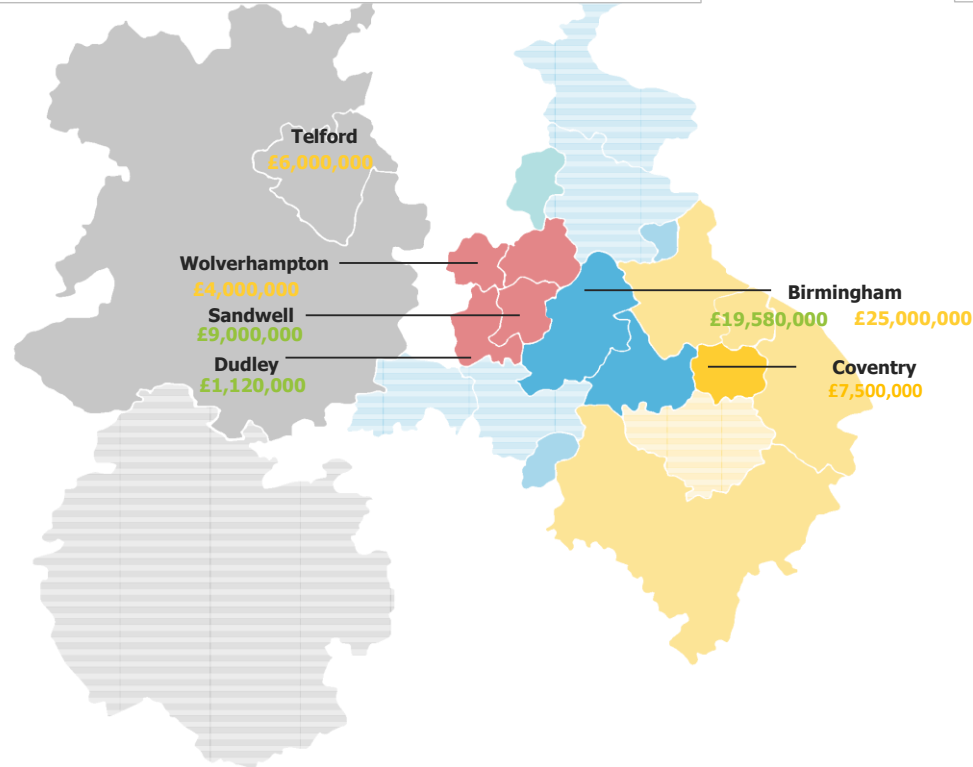 Telford
£6,000,000
Wolverhampton
£4,000,000
Sandwell
£9,000,000
Dudley
£1,120,000
Birmingham
£19,580,000 £25,000,000
Coventry
£7,500,000